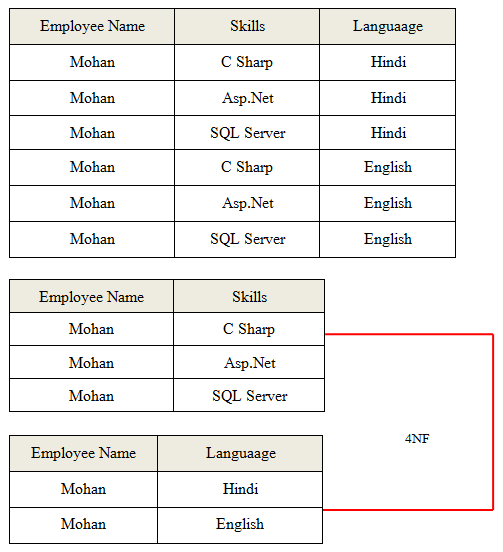 Employee Name Skills Languaage
Mohan C Sharp Hindi
Mohan Asp.Net Hindi
Mohan SQL Server Hindi
Mohan C Sharp English
Mohan Asp.Net English
Mohan SQL Server English
Employee Name Skills
Mohan C Sharp
Mohan Asp.Net
Mohan SQL Server
4NF
Employee Name Languaage
Mohan Hindi
Mohan English